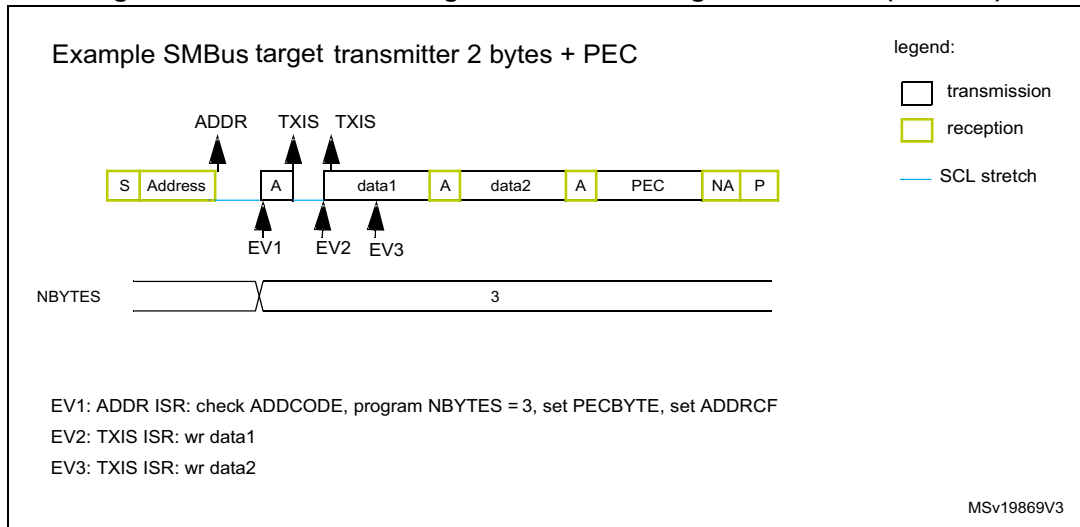 Example SMBus target transmitter 2 bytes + PEC
legend:
transmission
reception
SCL stretch
ADDR TXIS TXIS
S Address A data1 A data2 A PEC NA P
EV1 EV2 EV3
NBYTES 3
EV1: ADDR ISR: check ADDCODE, program NBYTES = 3, set PECBYTE, set ADDRCF
EV2: TXIS ISR: wr data1
EV3: TXIS ISR: wr data2
MSv19869V3